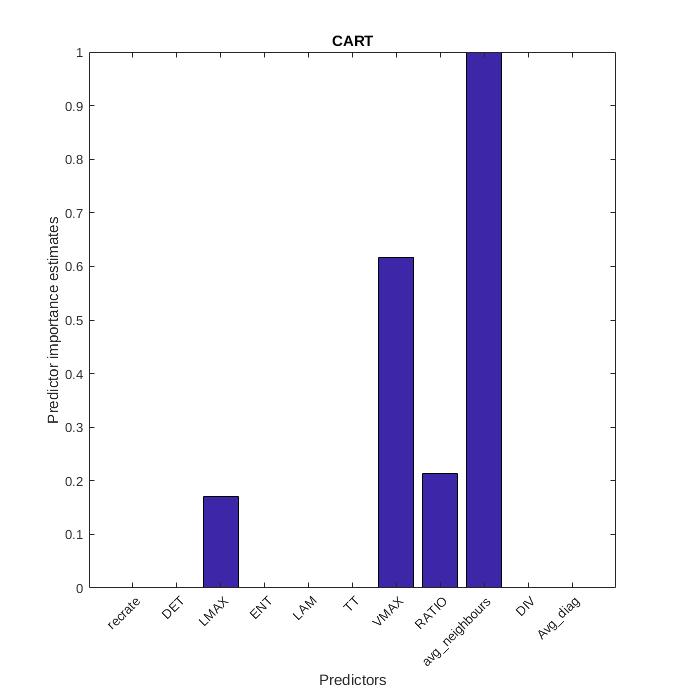 CART
Predictor importance estimates
1
0.9
0.8
0.7
0.6
0.5
0.4
0.3
0.2
0.1
0
recrate
DET
LMAX
ENT
LAM
TT
VMAX
RATIO
avg_neighbours
DIV
Avg_diag
Predictors